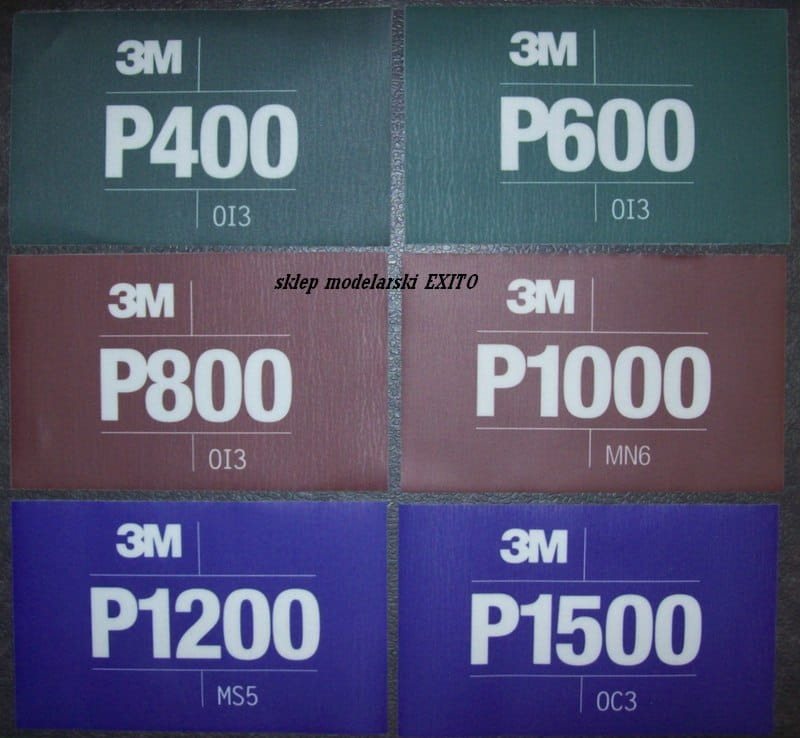 3M
P400
OI3
3M
P600
OI3
sklep modelarski EXITO
3M
P800
OI3
3M
P1000
MN6
3M
P1200
MS5
3M
P1500
OC3